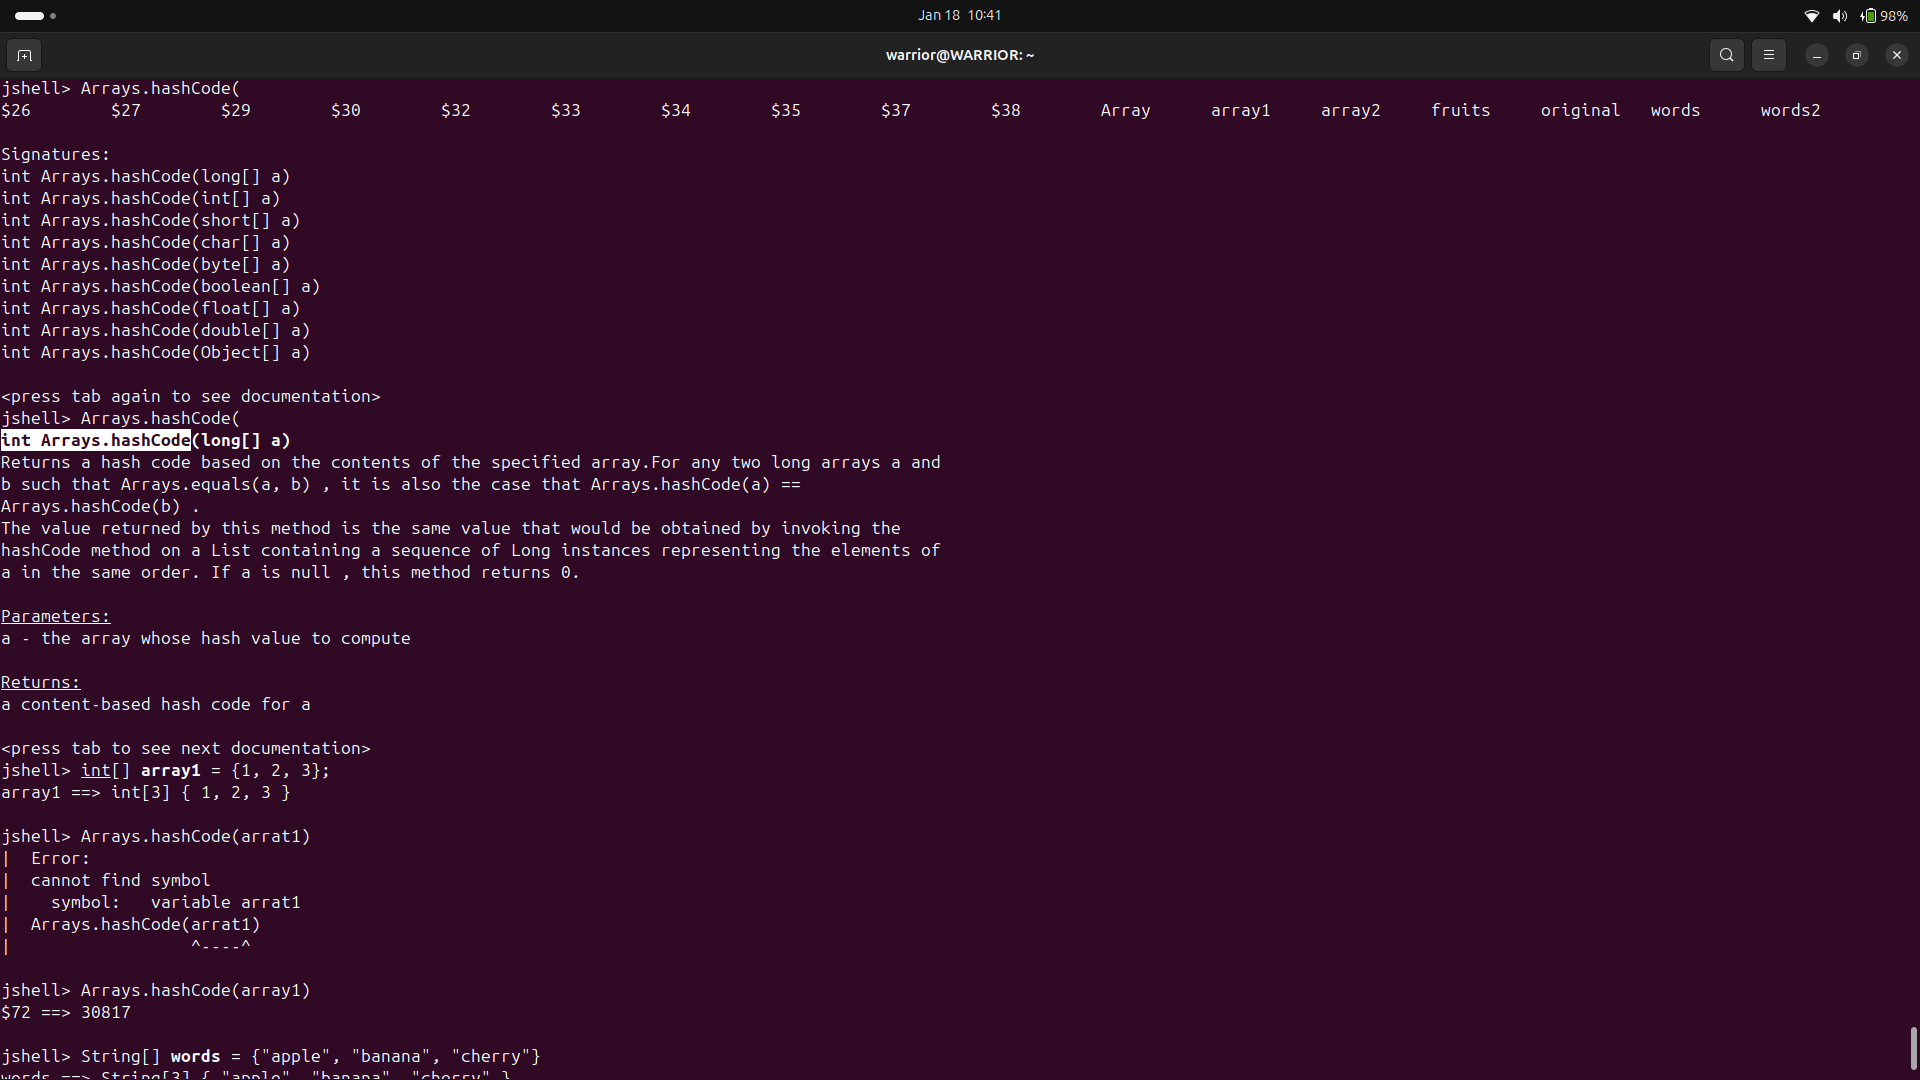 Jan 18 10:41
98%
warrior@WARRIOR: ~
jshell> Arrays.hashCode(
$26 $27 $29 $30 $32 $33 $34 $35 $37 $38 Array array1 array2 fruits original words words2
Signatures:
int Arrays.hashCode(long[] a)
int Arrays.hashCode(int[] a)
int Arrays.hashCode(short[] a)
int Arrays.hashCode(char[] a)
int Arrays.hashCode(byte[] a)
int Arrays.hashCode(boolean[] a)
int Arrays.hashCode(float[] a)
int Arrays.hashCode(double[] a)
int Arrays.hashCode(Object[] a)
<press tab again to see documentation>
jshell> Arrays.hashCode(
int Arrays.hashCode(long[] a)
Returns a hash code based on the contents of the specified array.For any two long arrays a and
b such that Arrays.equals(a, b) , it is also the case that Arrays.hashCode(a) ==
Arrays.hashCode(b) .
The value returned by this method is the same value that would be obtained by invoking the
hashCode method on a List containing a sequence of Long instances representing the elements of
a in the same order. If a is null , this method returns 0.
Parameters:
a - the array whose hash value to compute
Returns:
a content-based hash code for a
<press tab to see next documentation>
jshell> int[] array1 = {1, 2, 3};
array1 ==> int[3] { 1, 2, 3 }
jshell> Arrays.hashCode(arrat1)
| Error:
| cannot find symbol
| symbol: variable arrat1
| Arrays.hashCode(arrat1)
| ^----^
jshell> Arrays.hashCode(array1)
$72 ==> 30817
jshell> String[] words = {"apple", "banana", "cherry"}
words ==> String[3] { "apple", "banana", "cherry" }